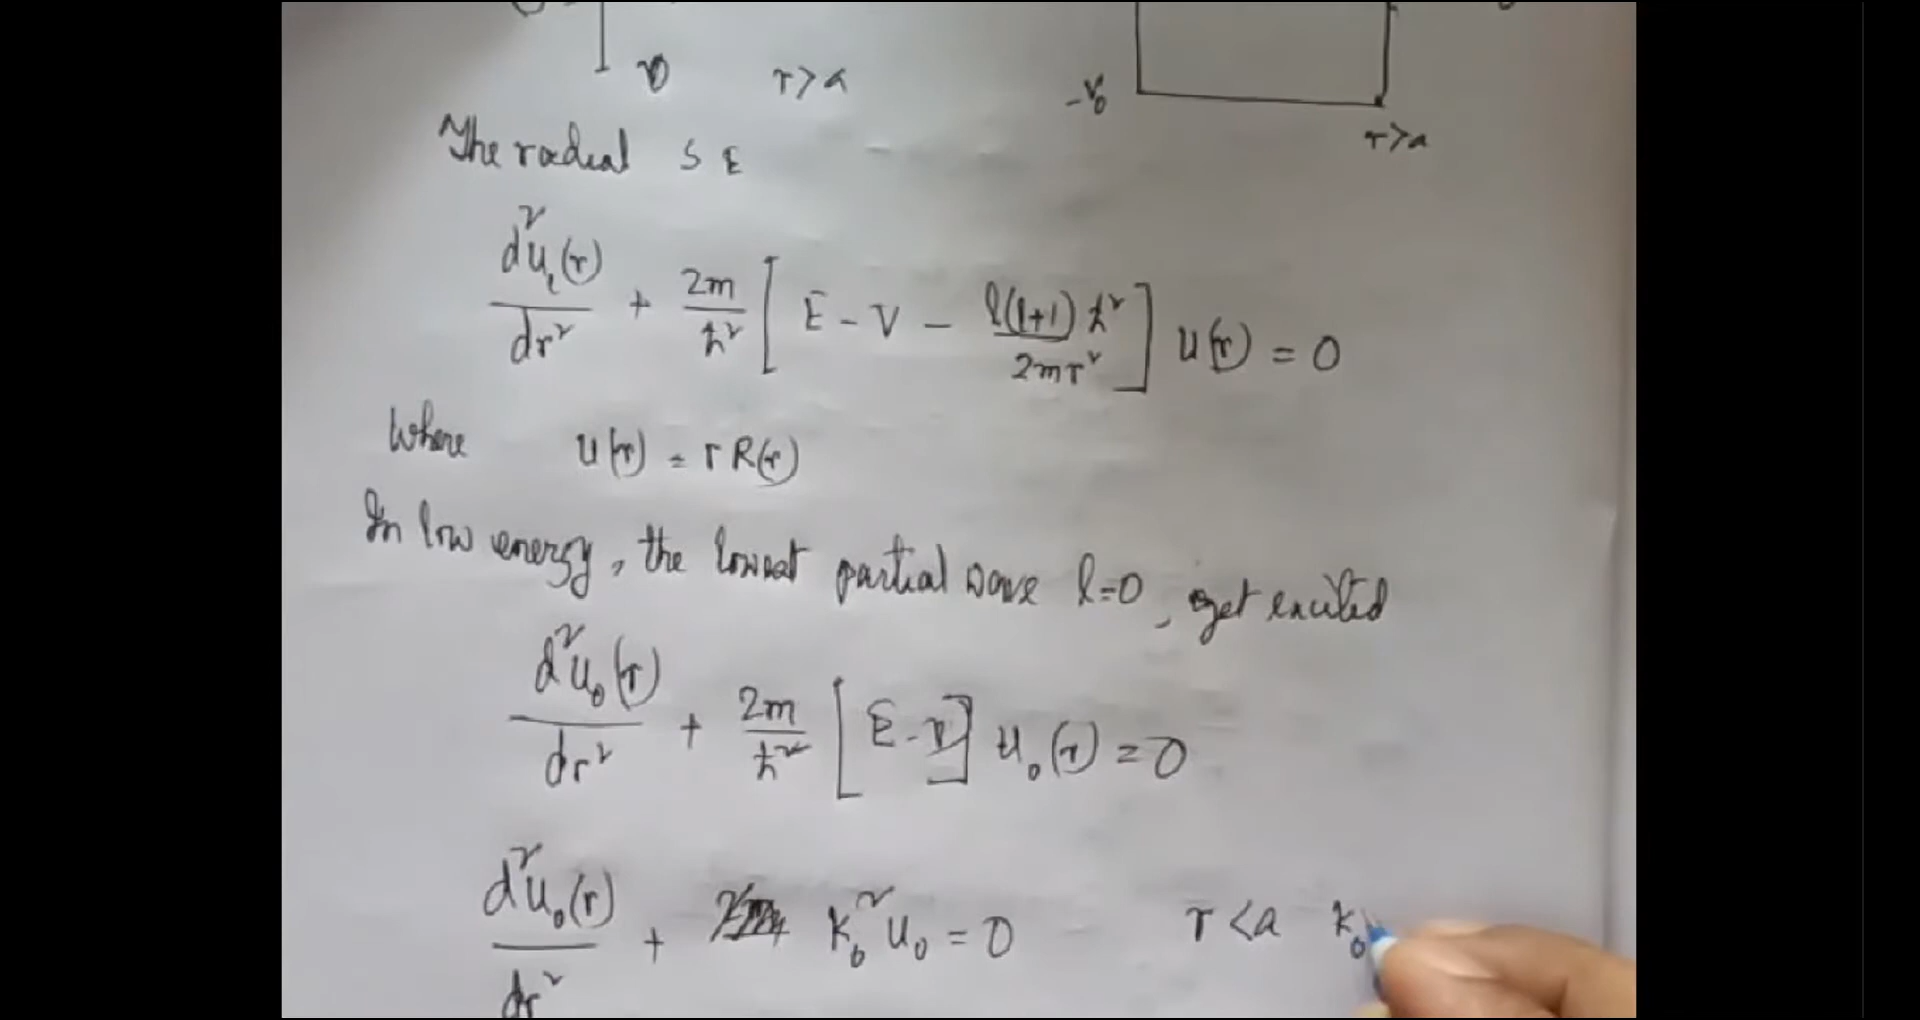 0 r>a
-V₀
r>a
The radial S E
d²u_l(r)/dr² + 2m/ħ² [ E - V - l(l+1)ħ²/2mr² ] u(r) = 0
Where u(r) = r R(r)
In low energy, the lowest partial wave l=0, get excited
d²u₀(r)/dr² + 2m/ħ² [ E - V ] u₀(r) = 0
d²u₀(r)/dr² + k₀² u₀ = 0 r<a k₀